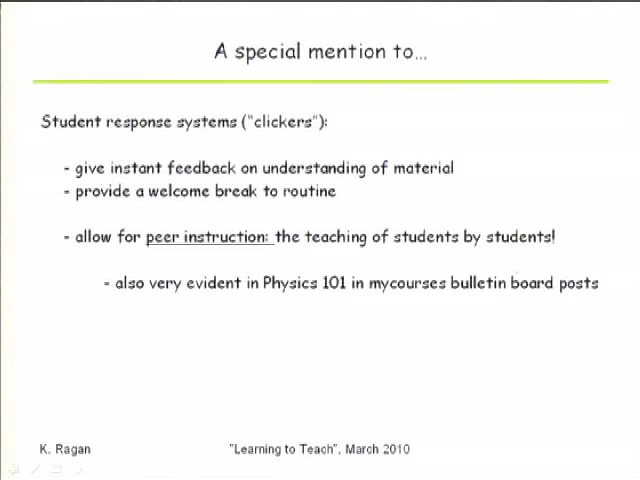 A special mention to…
Student response systems ("clickers"):
- give instant feedback on understanding of material
- provide a welcome break to routine
- allow for peer instruction: the teaching of students by students!
- also very evident in Physics 101 in mycourses bulletin board posts
K. Ragan
"Learning to Teach", March 2010